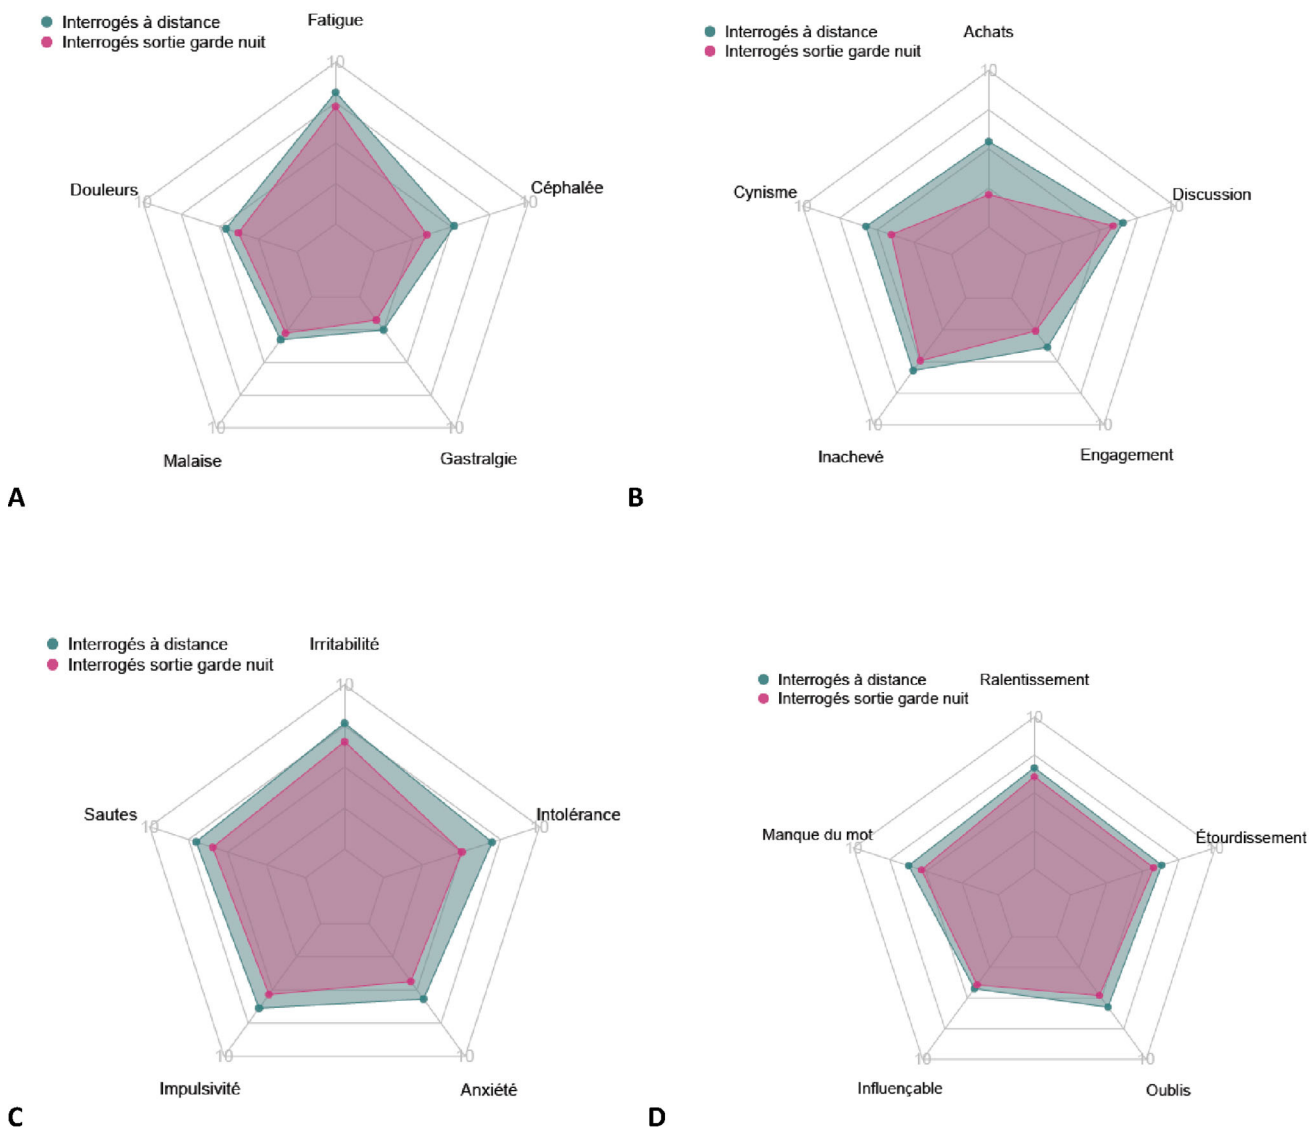 Interrogés à distance
Interrogés sortie garde nuit
Fatigue
10
Douleurs
10
Céphalée
10
Malaise
10
Gastralgie
10
A
Interrogés à distance
Interrogés sortie garde nuit
Achats
10
Cynisme
10
Discussion
10
Inachevé
10
Engagement
10
B
Interrogés à distance
Interrogés sortie garde nuit
Irritabilité
10
Sautes
10
Intolérance
10
Impulsivité
10
Anxiété
10
C
Interrogés à distance
Interrogés sortie garde nuit
Ralentissement
10
Manque du mot
10
Étourdissement
10
Influençable
10
Oublis
10
D